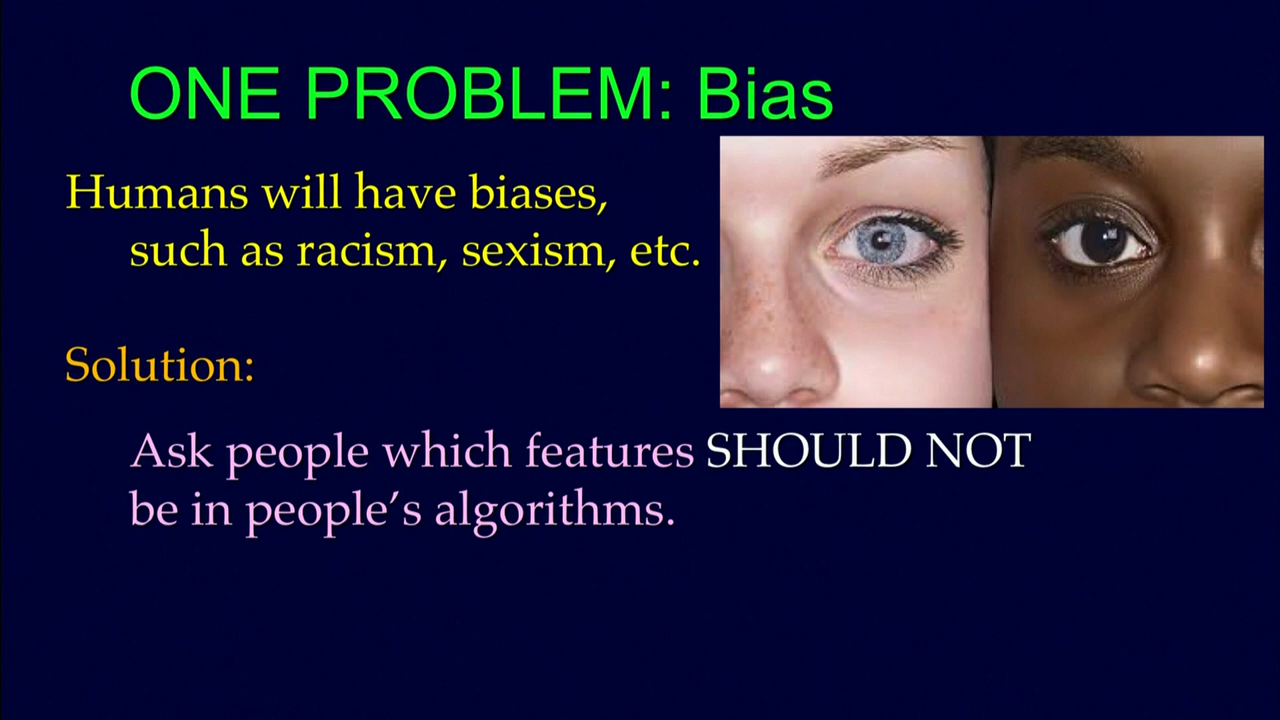 ONE PROBLEM: Bias
Humans will have biases,
such as racism, sexism, etc.
Solution:
Ask people which features SHOULD NOT
be in people’s algorithms.